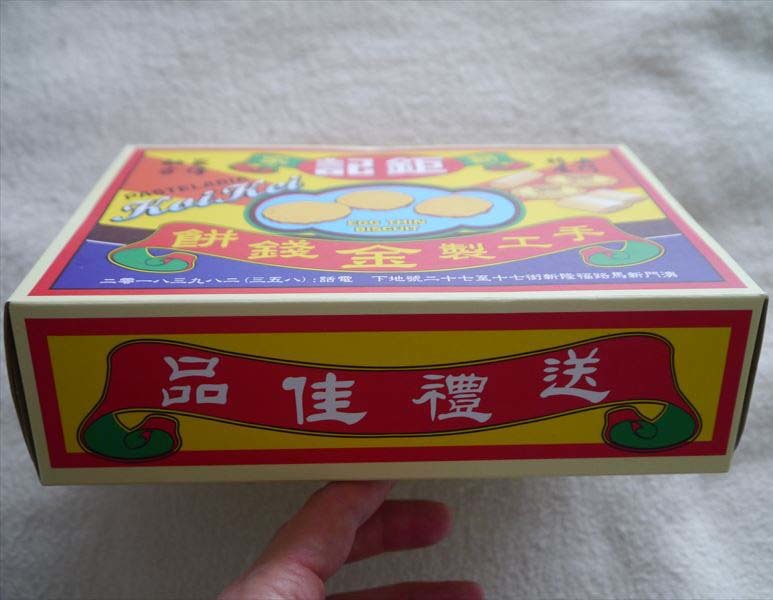 鉅記
PASTELARIA
Koi Kei
EGG THIN
BISCUIT
手工製金錢餅
澳門新馬路福隆新街七十至七十二號地下 電話:(八五三)二八九三八一零二
送禮佳品